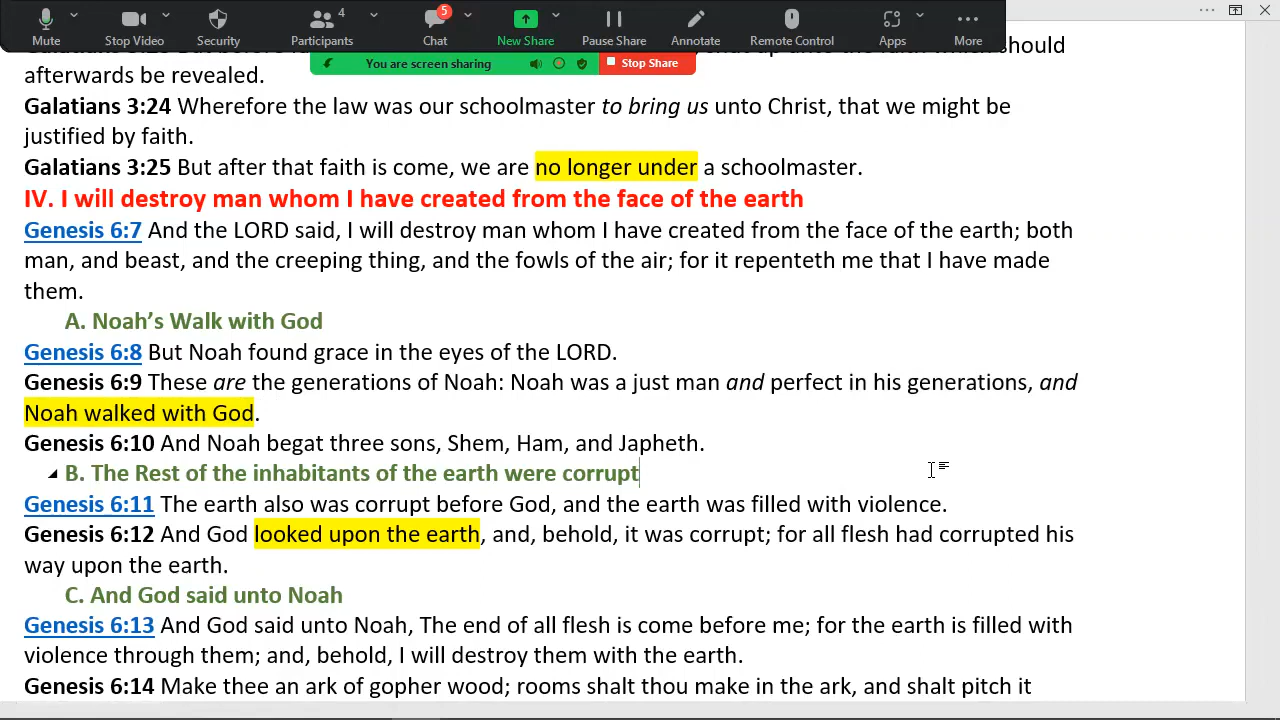 Mute
Stop Video
Security
4
Participants
5
Chat
New Share
Pause Share
Annotate
Remote Control
Apps
More
You are screen sharing
Stop Share
should
afterwards be revealed.
Galatians 3:24 Wherefore the law was our schoolmaster to bring us unto Christ, that we might be
justified by faith.
Galatians 3:25 But after that faith is come, we are no longer under a schoolmaster.
IV. I will destroy man whom I have created from the face of the earth
Genesis 6:7 And the LORD said, I will destroy man whom I have created from the face of the earth; both
man, and beast, and the creeping thing, and the fowls of the air; for it repenteth me that I have made
them.
A. Noah’s Walk with God
Genesis 6:8 But Noah found grace in the eyes of the LORD.
Genesis 6:9 These are the generations of Noah: Noah was a just man and perfect in his generations, and
Noah walked with God.
Genesis 6:10 And Noah begat three sons, Shem, Ham, and Japheth.
B. The Rest of the inhabitants of the earth were corrupt
Genesis 6:11 The earth also was corrupt before God, and the earth was filled with violence.
Genesis 6:12 And God looked upon the earth, and, behold, it was corrupt; for all flesh had corrupted his
way upon the earth.
C. And God said unto Noah
Genesis 6:13 And God said unto Noah, The end of all flesh is come before me; for the earth is filled with
violence through them; and, behold, I will destroy them with the earth.
Genesis 6:14 Make thee an ark of gopher wood; rooms shalt thou make in the ark, and shalt pitch it